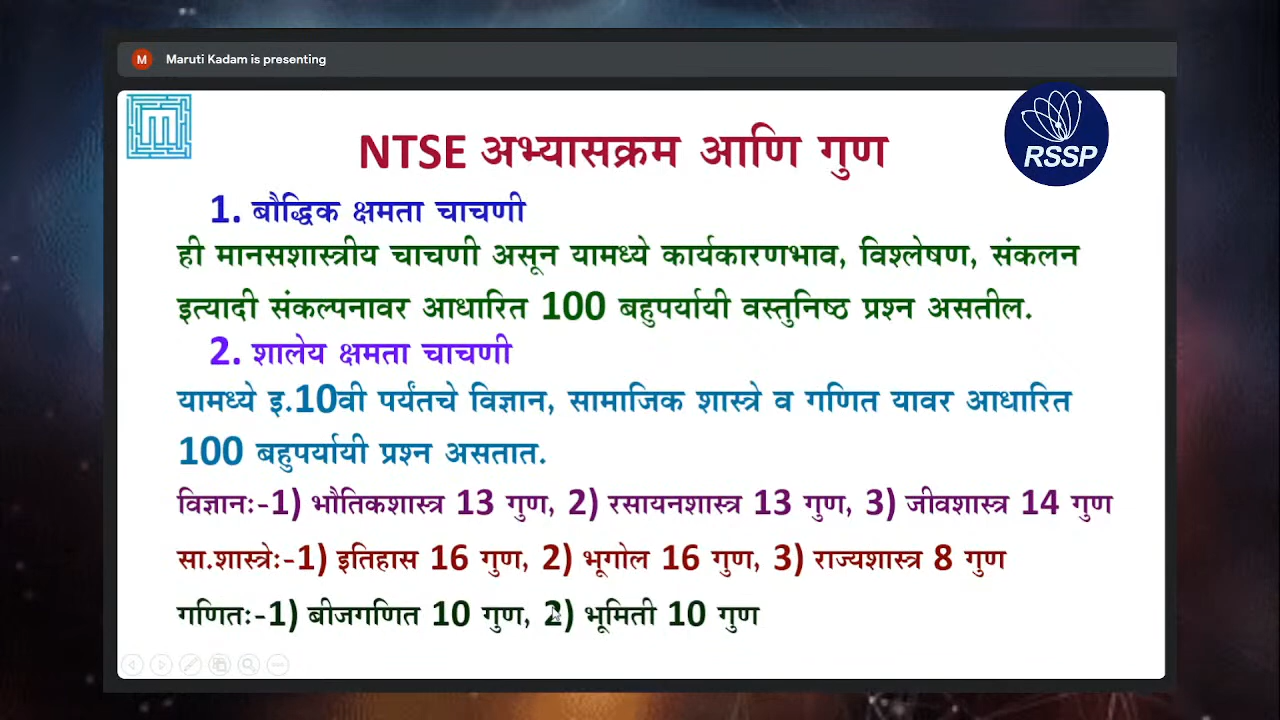 M Maruti Kadam is presenting
RSSP
NTSE अभ्यासक्रम आणि गुण
1. बौद्धिक क्षमता चाचणी
ही मानसशास्त्रीय चाचणी असून यामध्ये कार्यकारणभाव, विश्लेषण, संकलन
इत्यादी संकल्पनावर आधारित 100 बहुपर्यायी वस्तुनिष्ठ प्रश्न असतील.
2. शालेय क्षमता चाचणी
यामध्ये इ.10वी पर्यंतचे विज्ञान, सामाजिक शास्त्रे व गणित यावर आधारित
100 बहुपर्यायी प्रश्न असतात.
विज्ञानः-1) भौतिकशास्त्र 13 गुण, 2) रसायनशास्त्र 13 गुण, 3) जीवशास्त्र 14 गुण
सा.शास्त्रेः-1) इतिहास 16 गुण, 2) भूगोल 16 गुण, 3) राज्यशास्त्र 8 गुण
गणितः-1) बीजगणित 10 गुण, 2) भूमिती 10 गुण